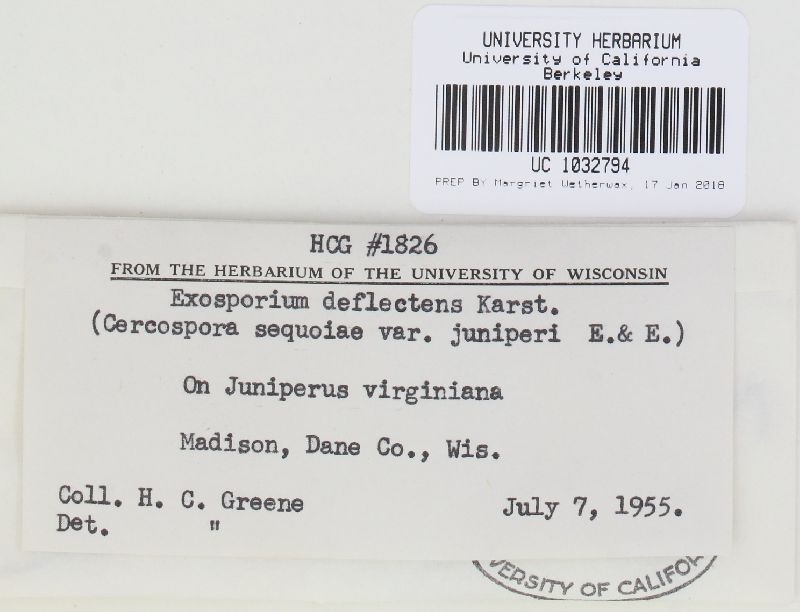 UNIVERSITY HERBARIUM
University of California
Berkeley
UC 1032794
PREP BY Margriet Wetherwax, 17 Jan 2018
HCG #1826
FROM THE HERBARIUM OF THE UNIVERSITY OF WISCONSIN
Exosporium deflectens Karst.
(Cercospora sequoiae var. juniperi E.& E.)
On Juniperus virginiana
Madison, Dane Co., Wis.
Coll. H. C. Greene July 7, 1955.
Det. "
VERSITY OF CALIFOR